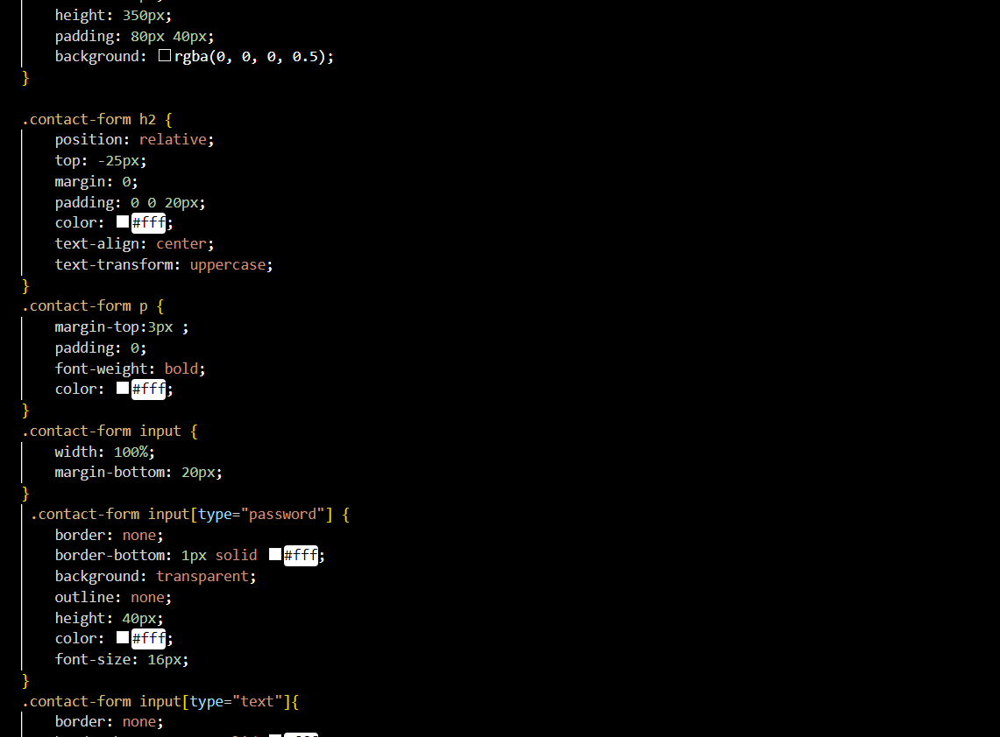 height: 350px;
    padding: 80px 40px;
    background: rgba(0, 0, 0, 0.5);
}

.contact-form h2 {
    position: relative;
    top: -25px;
    margin: 0;
    padding: 0 0 20px;
    color: #fff;
    text-align: center;
    text-transform: uppercase;
}
.contact-form p {
    margin-top:3px ;
    padding: 0;
    font-weight: bold;
    color: #fff;
}
.contact-form input {
    width: 100%;
    margin-bottom: 20px;
}
 .contact-form input[type="password"] {
    border: none;
    border-bottom: 1px solid #fff;
    background: transparent;
    outline: none;
    height: 40px;
    color: #fff;
    font-size: 16px;
}
.contact-form input[type="text"]{
    border: none;